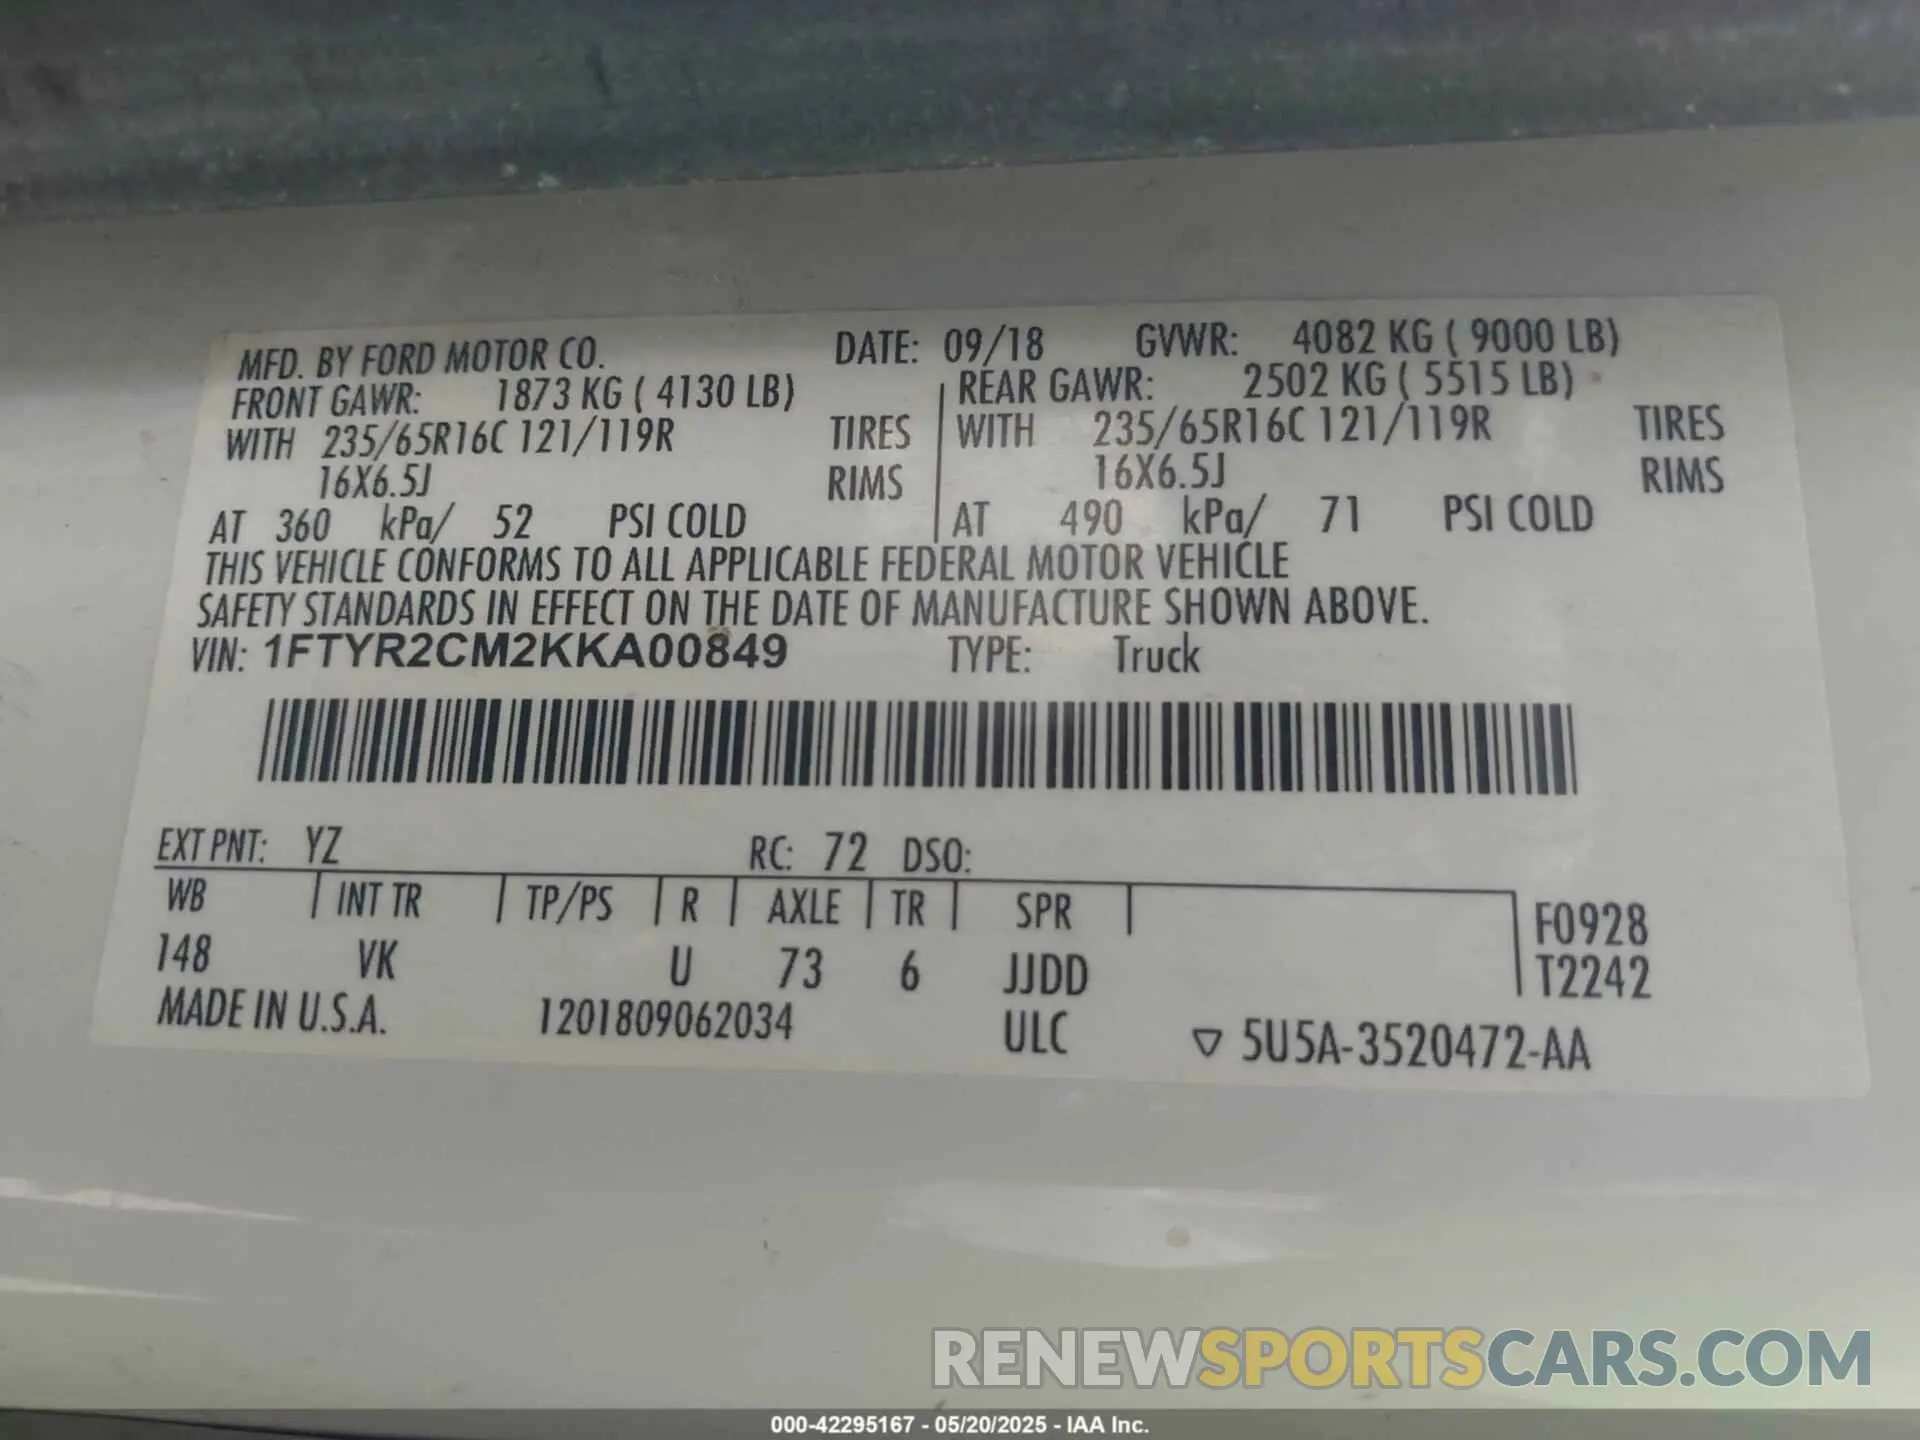 MFD. BY FORD MOTOR CO. DATE: 09/18 GVWR: 4082 KG ( 9000 LB)
FRONT GAWR: 1873 KG ( 4130 LB) REAR GAWR: 2502 KG ( 5515 LB)
WITH 235/65R16C 121/119R TIRES WITH 235/65R16C 121/119R TIRES
16X6.5J RIMS 16X6.5J RIMS
AT 360 kPa/ 52 PSI COLD AT 490 kPa/ 71 PSI COLD
THIS VEHICLE CONFORMS TO ALL APPLICABLE FEDERAL MOTOR VEHICLE
SAFETY STANDARDS IN EFFECT ON THE DATE OF MANUFACTURE SHOWN ABOVE.
VIN: 1FTYR2CM2KKA00849 TYPE: Truck
EXT PNT: YZ RC: 72 DSO:
WB INT TR TP/PS R AXLE TR SPR F0928
148 VK U 73 6 JJDD T2242
MADE IN U.S.A. 1201809062034 ULC ▽ 5U5A-3520472-AA
RENEWSPORTSCARS.COM
000-42295167 - 05/20/2025 - IAA Inc.